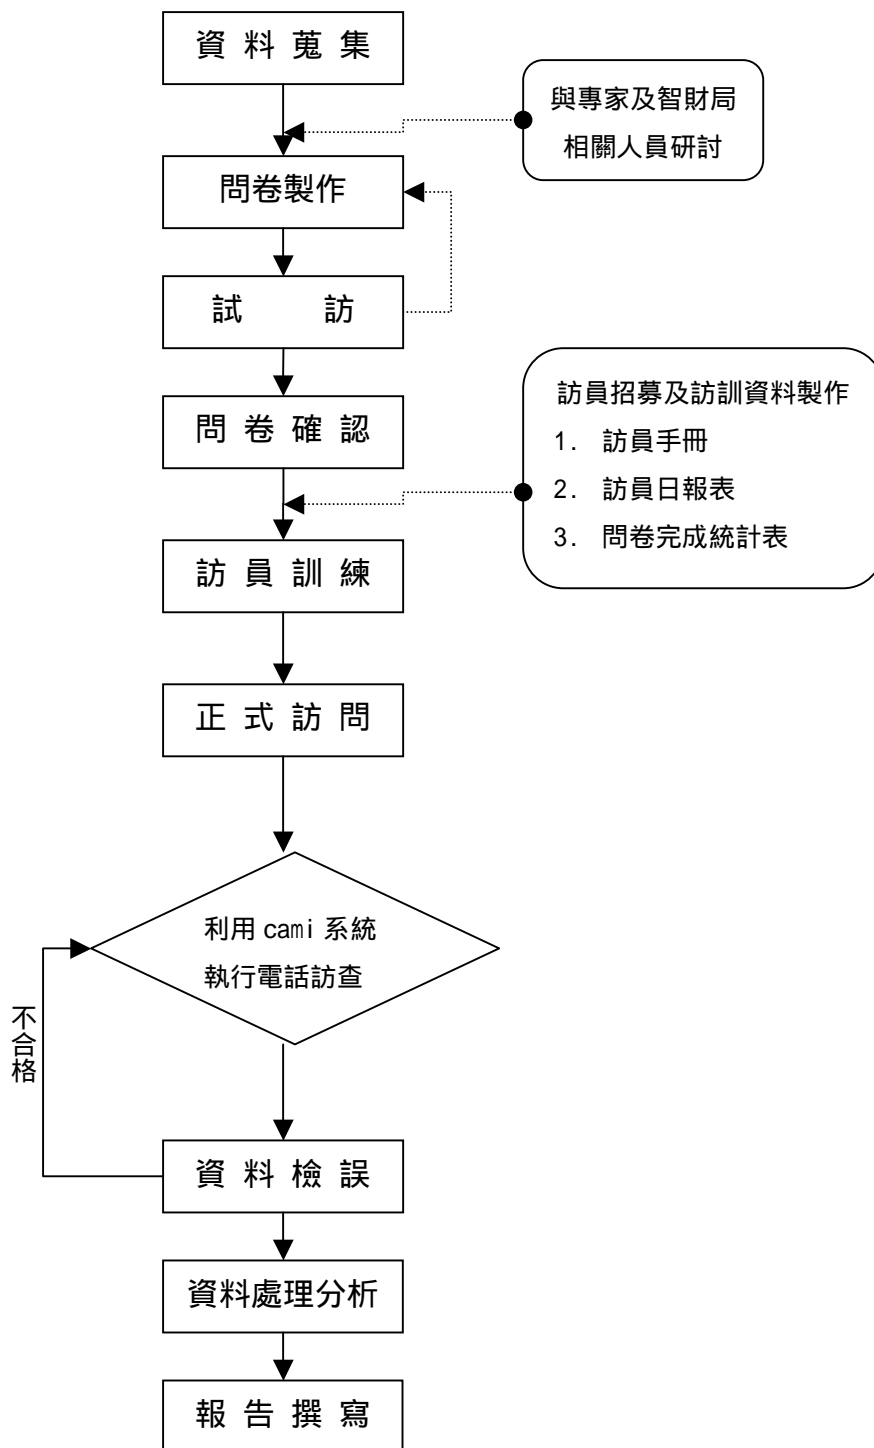 資料蒐集
與專家及智財局
相關人員研討
問卷製作
試訪
問卷確認
訪員招募及訪訓資料製作
1. 訪員手冊
2. 訪員日報表
3. 問卷完成統計表
訪員訓練
正式訪問
利用 cami 系統
執行電話訪查
不合格
資料檢誤
資料處理分析
報告撰寫